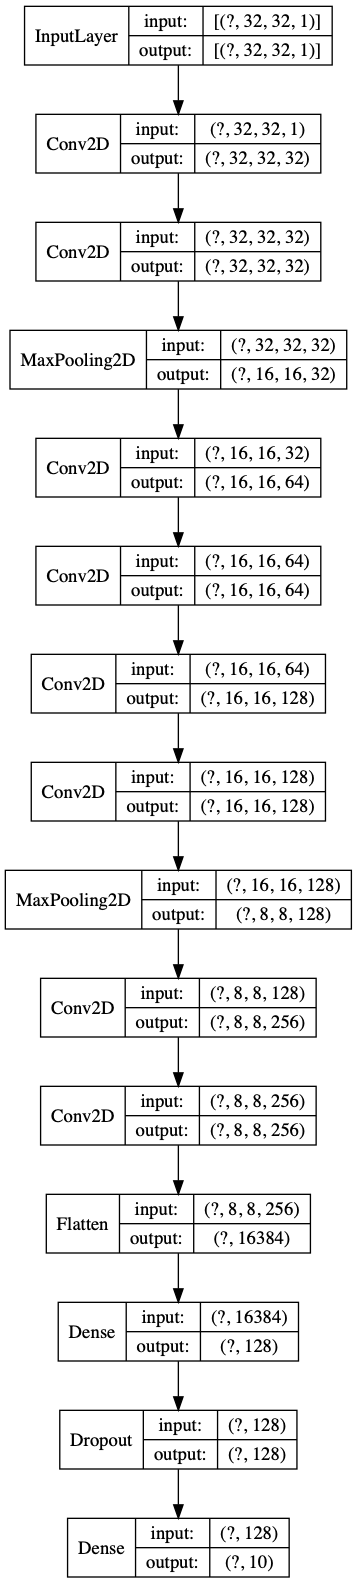 InputLayer
input: [(?, 32, 32, 1)]
output: [(?, 32, 32, 1)]
Conv2D
input: (?, 32, 32, 1)
output: (?, 32, 32, 32)
Conv2D
input: (?, 32, 32, 32)
output: (?, 32, 32, 32)
MaxPooling2D
input: (?, 32, 32, 32)
output: (?, 16, 16, 32)
Conv2D
input: (?, 16, 16, 32)
output: (?, 16, 16, 64)
Conv2D
input: (?, 16, 16, 64)
output: (?, 16, 16, 64)
Conv2D
input: (?, 16, 16, 64)
output: (?, 16, 16, 128)
Conv2D
input: (?, 16, 16, 128)
output: (?, 16, 16, 128)
MaxPooling2D
input: (?, 16, 16, 128)
output: (?, 8, 8, 128)
Conv2D
input: (?, 8, 8, 128)
output: (?, 8, 8, 256)
Conv2D
input: (?, 8, 8, 256)
output: (?, 8, 8, 256)
Flatten
input: (?, 8, 8, 256)
output: (?, 16384)
Dense
input: (?, 16384)
output: (?, 128)
Dropout
input: (?, 128)
output: (?, 128)
Dense
input: (?, 128)
output: (?, 10)